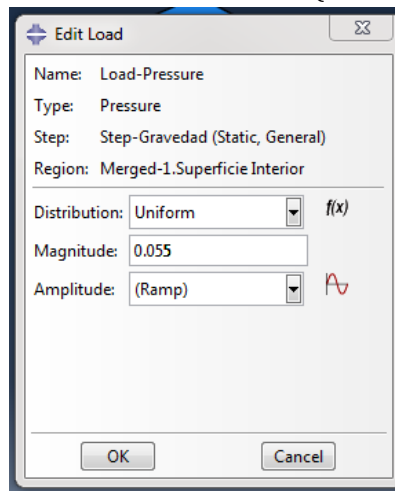 Edit Load
Name: Load-Pressure
Type: Pressure
Step: Step-Gravedad (Static, General)
Region: Merged-1.Superficie Interior
Distribution: Uniform f(x)
Magnitude: 0.055
Amplitude: (Ramp)
OK Cancel